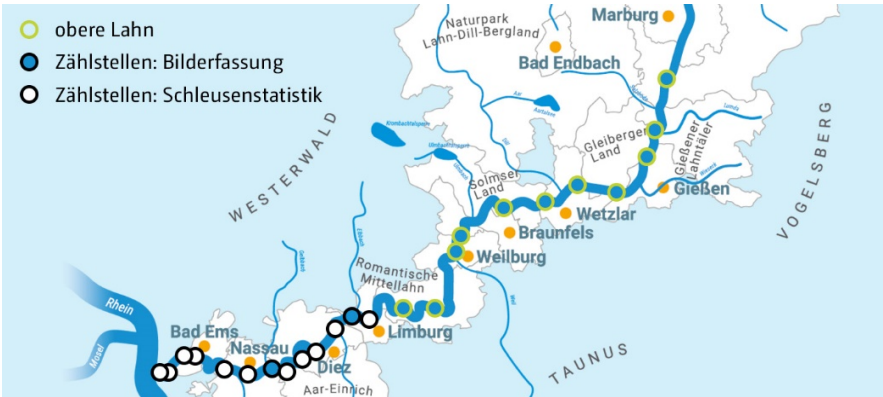 obere Lahn
Zählstellen: Bilderfassung
Zählstellen: Schleusenstatistik
Marburg
Naturpark
Lahn-Dill-Bergland
Bad Endbach
WESTERWALD
VOGELSBERG
Gleiberger
Land
Gießener
Lahntäler
Solmser
Land
Gießen
Wetzlar
Braunfels
Weilburg
Romantische
Mittellahn
Rhein
Mosel
Bad Ems
Nassau
Limburg
Diez
Aar-Einrich
TAUNUS